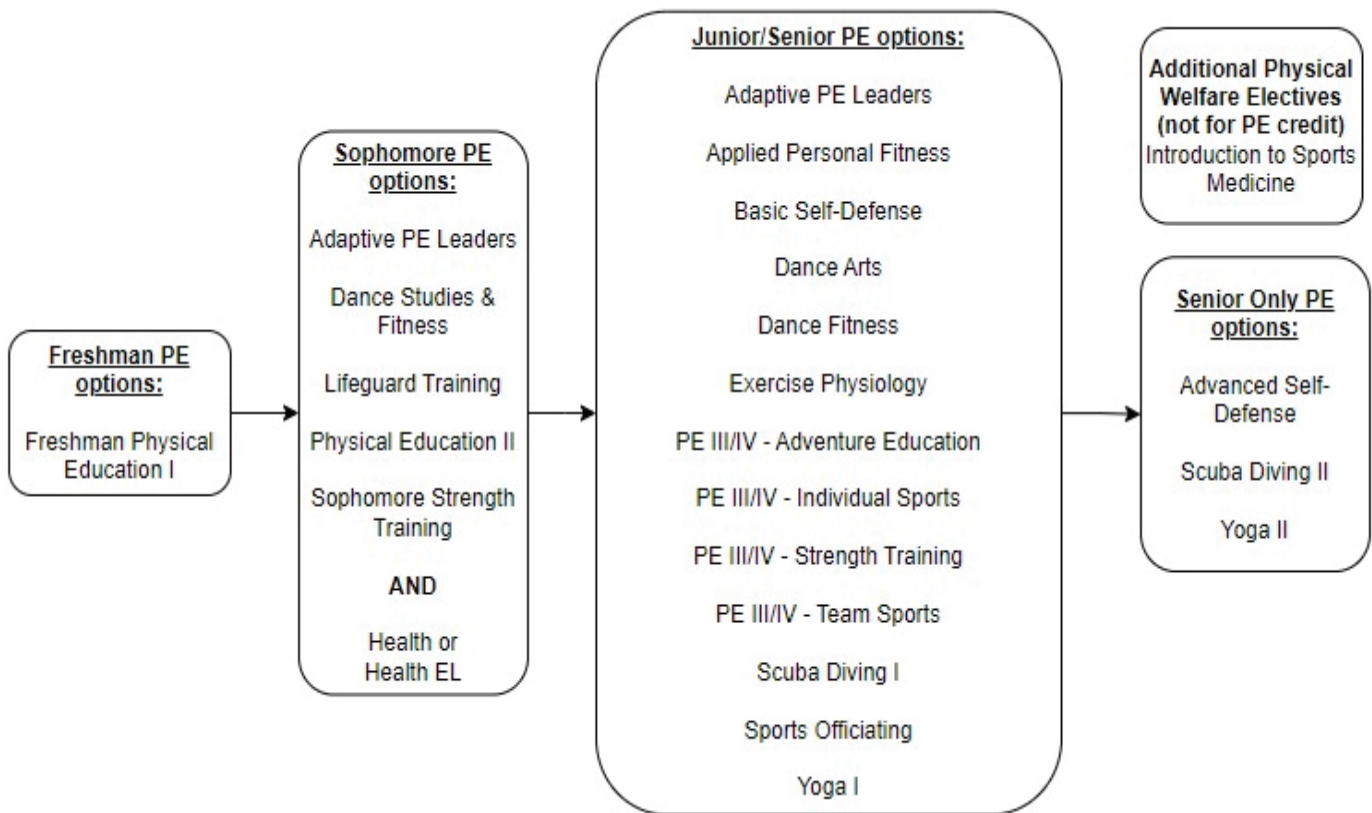 Freshman PE
options:
Freshman Physical
Education I
Sophomore PE
options:
Adaptive PE Leaders
Dance Studies &
Fitness
Lifeguard Training
Physical Education II
Sophomore Strength
Training
AND
Health or
Health EL
Junior/Senior PE options:
Adaptive PE Leaders
Applied Personal Fitness
Basic Self-Defense
Dance Arts
Dance Fitness
Exercise Physiology
PE III/IV - Adventure Education
PE III/IV - Individual Sports
PE III/IV - Strength Training
PE III/IV - Team Sports
Scuba Diving I
Sports Officiating
Yoga I
Additional Physical
Welfare Electives
(not for PE credit)
Introduction to Sports
Medicine
Senior Only PE
options:
Advanced Self-
Defense
Scuba Diving II
Yoga II